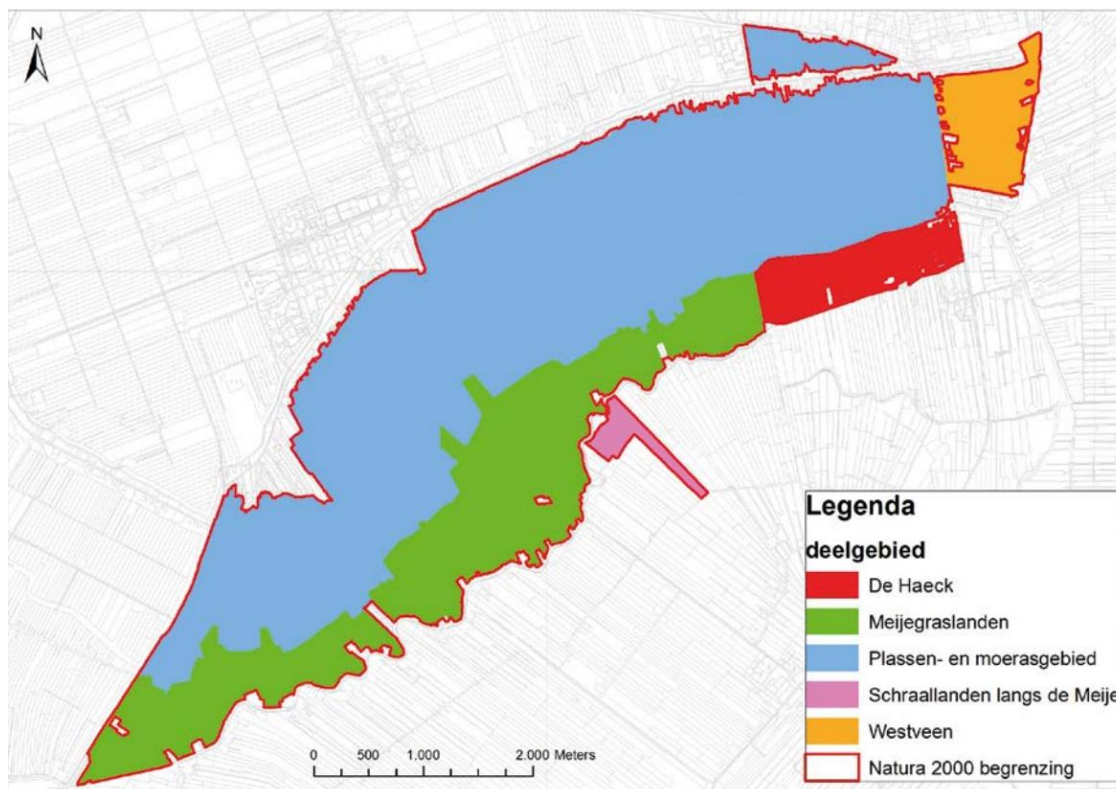 N
Legenda
deelgebied
De Haeck
Meijegraslanden
Plassen- en moerasgebied
Schraallanden langs de Meije
Westveen
Natura 2000 begrenzing
0 500 1.000 2.000 Meters